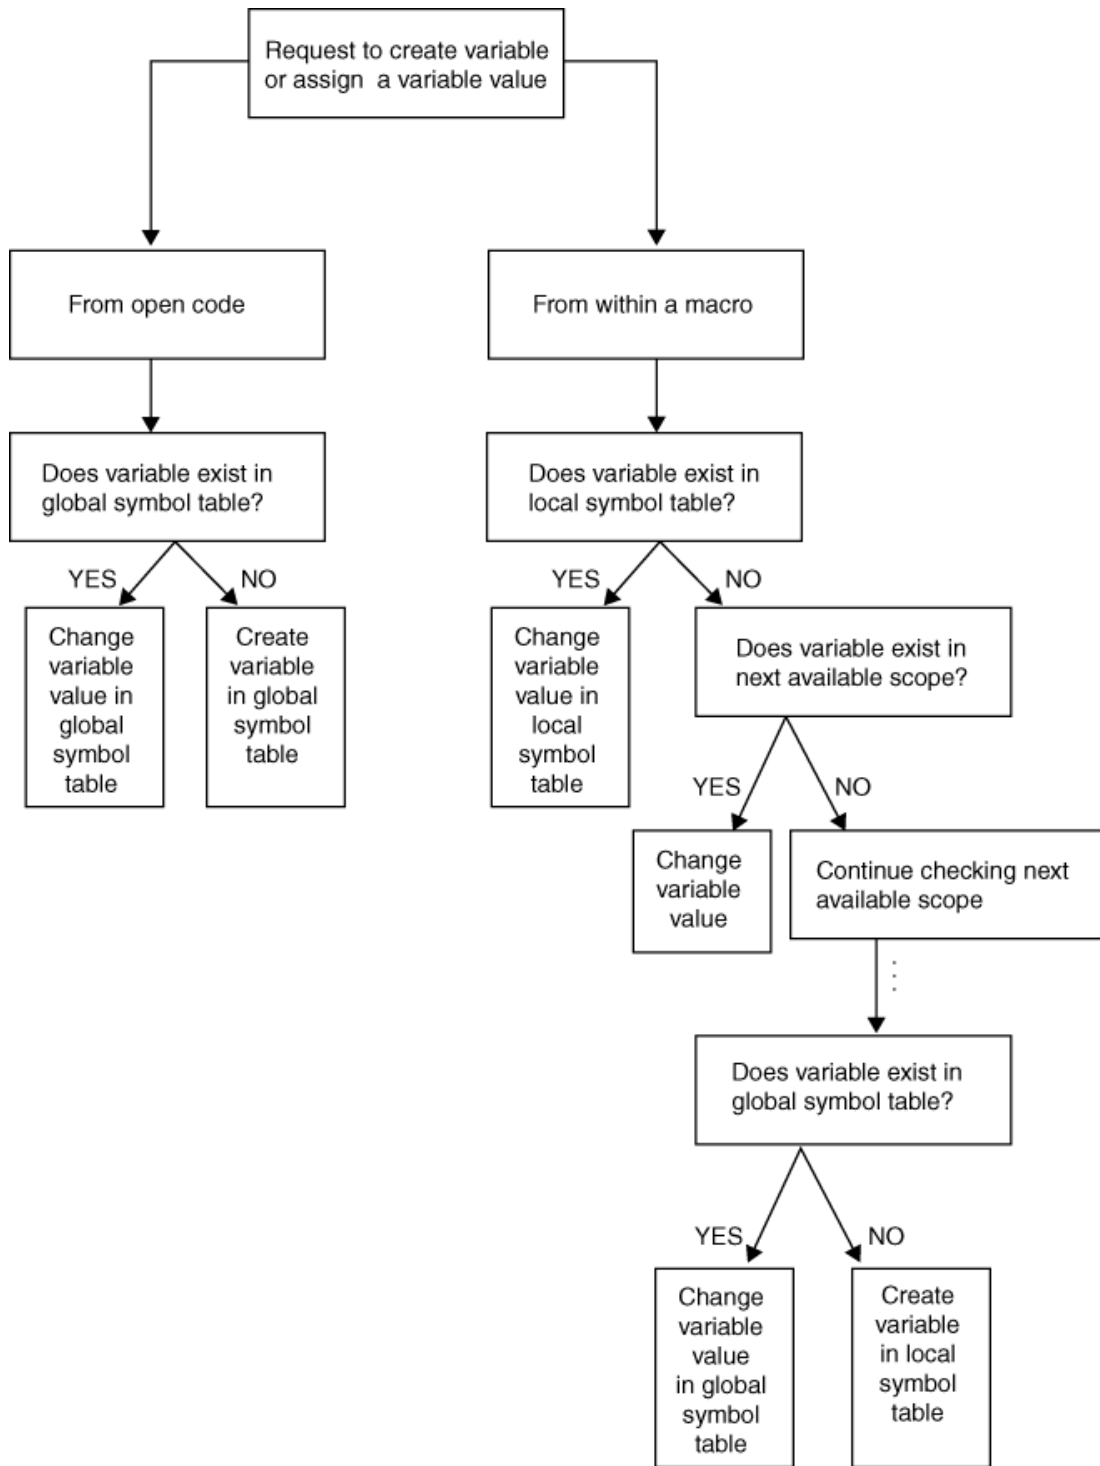 Request to create variable
or assign a variable value
From open code
From within a macro
Does variable exist in
global symbol table?
Does variable exist in
local symbol table?
YES
NO
YES
NO
Change
variable
value in
global
symbol
table
Create
variable
in global
symbol
table
Change
variable
value in
local
symbol
table
Does variable exist in
next available scope?
YES
NO
Change
variable
value
Continue checking next
available scope
Does variable exist in
global symbol table?
YES
NO
Change
variable
value
in global
symbol
table
Create
variable
in local
symbol
table